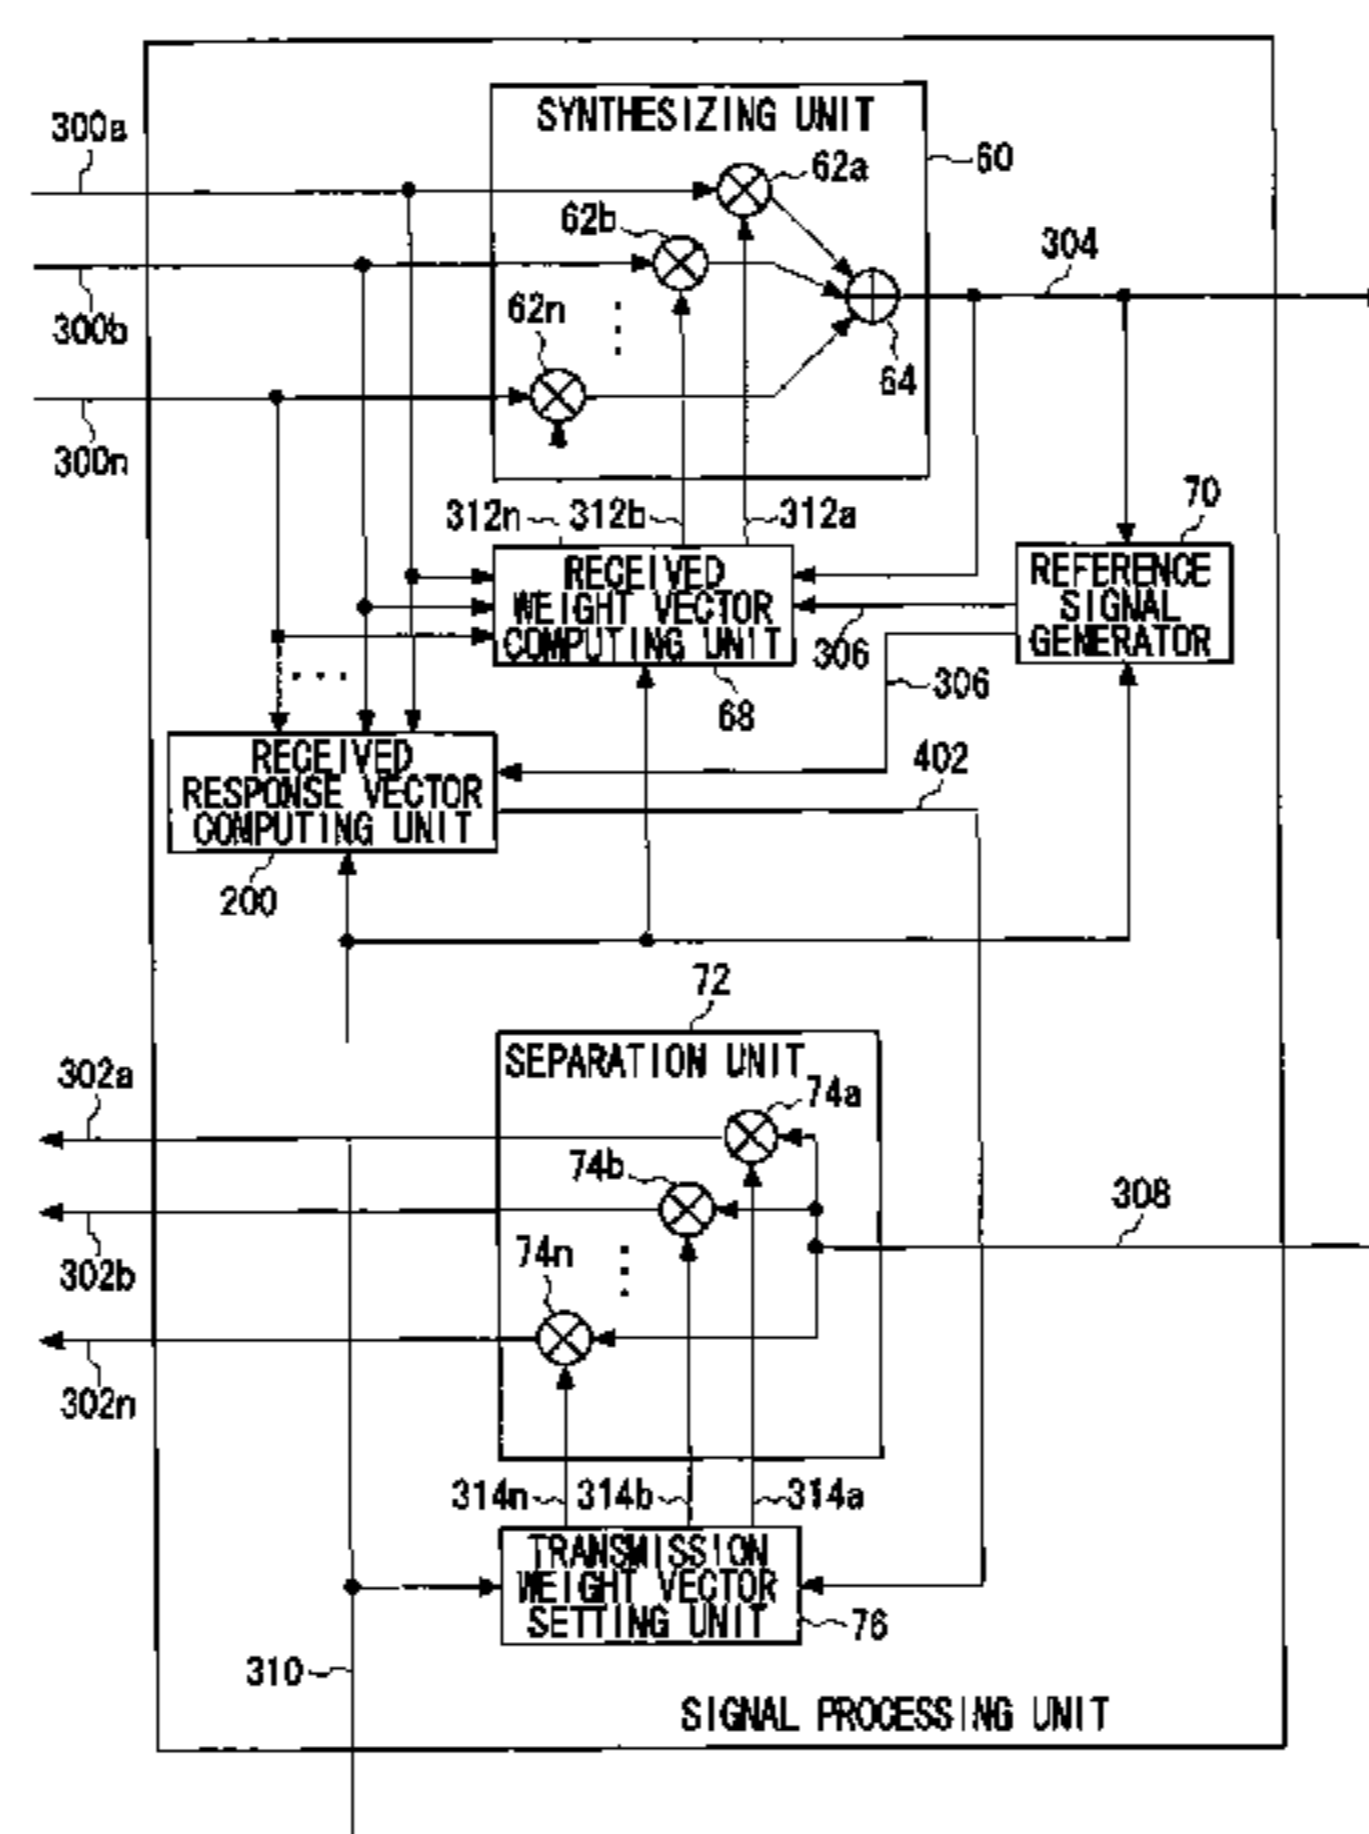 SYNTHESIZING UNIT
300a
62a
60
62b
304
300b
62n
64
300n
312n
312b
312a
70
RECEIVED
WEIGHT VECTOR
COMPUTING UNIT
REFERENCE
SIGNAL
GENERATOR
306
306
68
RECEIVED
RESPONSE VECTOR
COMPUTING UNIT
402
200
72
SEPARATION UNIT
302a
74a
74b
308
302b
74n
302n
314n
314b
314a
TRANSMISSION
WEIGHT VECTOR
SETTING UNIT
76
310
SIGNAL PROCESSING UNIT